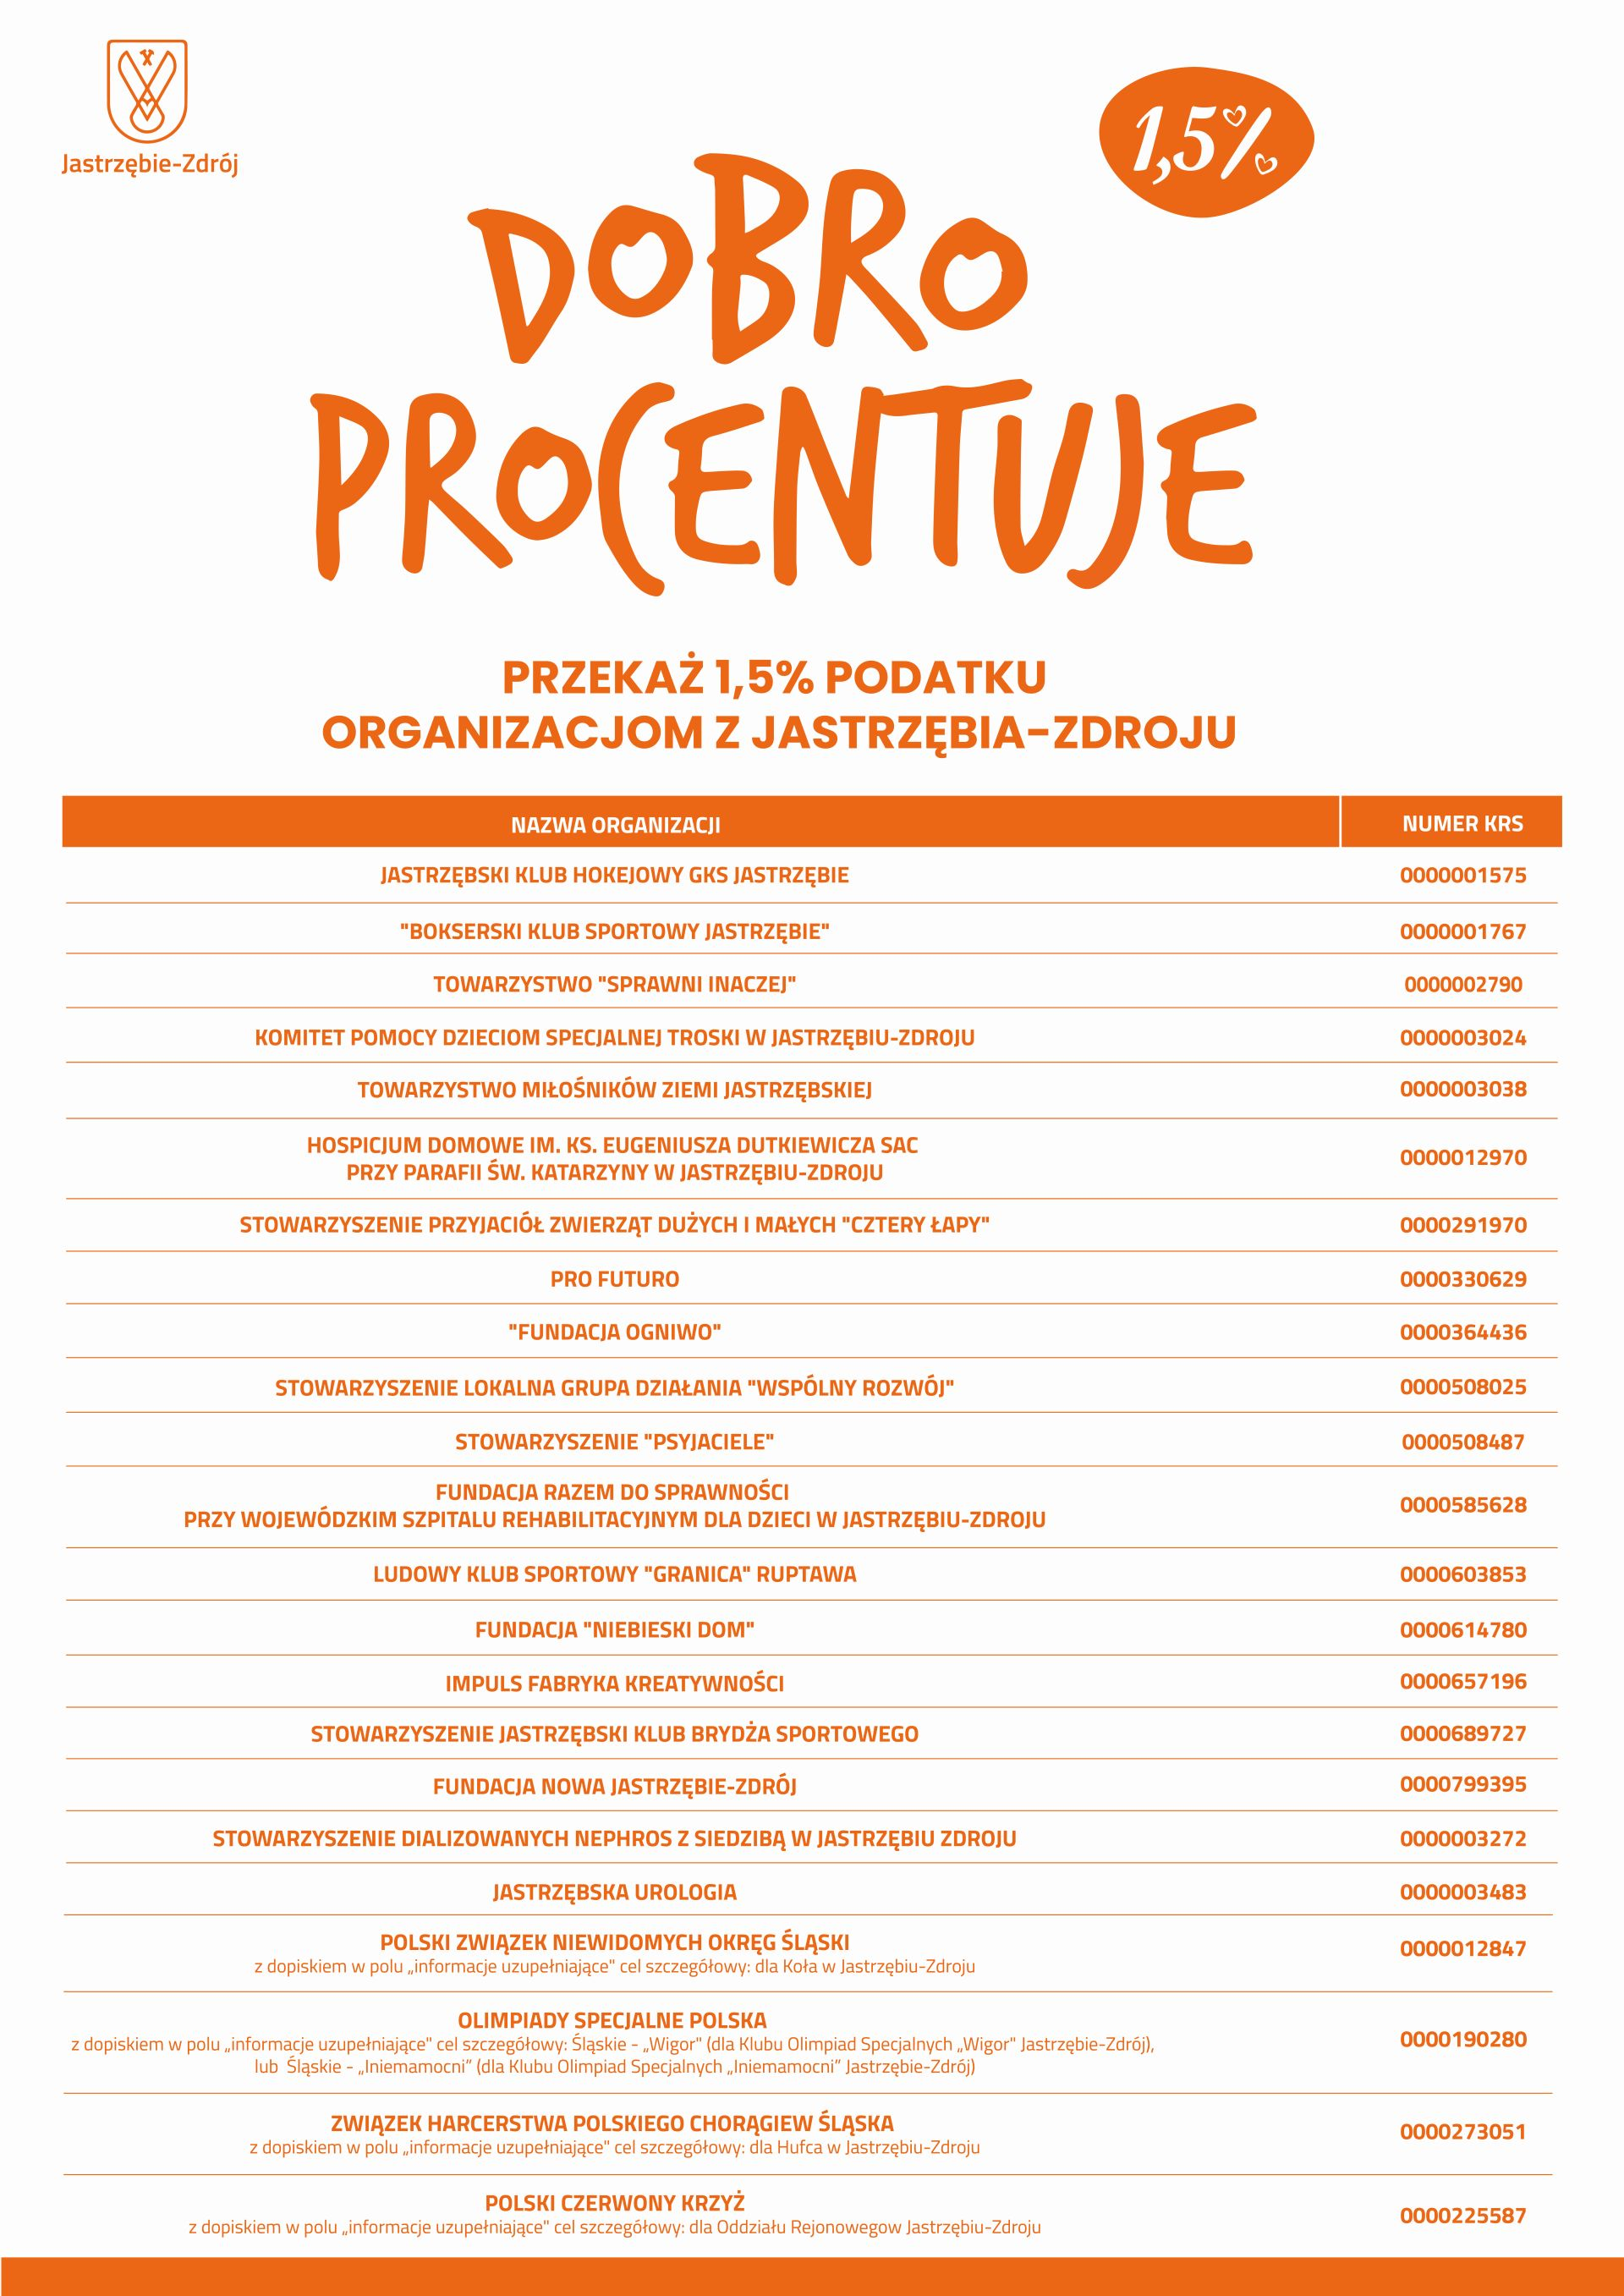 Jastrzębie-Zdrój
1,5%
DOBRO
PROCENTUJE
PRZEKAŻ 1,5% PODATKU
ORGANIZACJOM Z JASTRZĘBIA-ZDROJU
NAZWA ORGANIZACJI NUMER KRS
JASTRZĘBSKI KLUB HOKEJOWY GKS JASTRZĘBIE 0000001575
"BOKSERSKI KLUB SPORTOWY JASTRZĘBIE" 0000001767
TOWARZYSTWO "SPRAWNI INACZEJ" 0000002790
KOMITET POMOCY DZIECIOM SPECJALNEJ TROSKI W JASTRZĘBIU-ZDROJU 0000003024
TOWARZYSTWO MIŁOŚNIKÓW ZIEMI JASTRZĘBSKIEJ 0000003038
HOSPICJUM DOMOWE IM. KS. EUGENIUSZA DUTKIEWICZA SAC
PRZY PARAFII ŚW. KATARZYNY W JASTRZĘBIU-ZDROJU
0000012970
STOWARZYSZENIE PRZYJACIÓŁ ZWIERZĄT DUŻYCH I MAŁYCH "CZTERY ŁAPY" 0000291970
PRO FUTURO 0000330629
"FUNDACJA OGNIWO" 0000364436
STOWARZYSZENIE LOKALNA GRUPA DZIAŁANIA "WSPÓLNY ROZWÓJ" 0000508025
STOWARZYSZENIE "PSYJACIELE" 0000508487
FUNDACJA RAZEM DO SPRAWNOŚCI
PRZY WOJEWÓDZKIM SZPITALU REHABILITACYJNYM DLA DZIECI W JASTRZĘBIU-ZDROJU
0000585628
LUDOWY KLUB SPORTOWY "GRANICA" RUPTAWA 0000603853
FUNDACJA "NIEBIESKI DOM" 0000614780
IMPULS FABRYKA KREATYWNOŚCI 0000657196
STOWARZYSZENIE JASTRZĘBSKI KLUB BRYDŻA SPORTOWEGO 0000689727
FUNDACJA NOWA JASTRZĘBIE-ZDRÓJ 0000799395
STOWARZYSZENIE DIALIZOWANYCH NEPHROS Z SIEDZIBĄ W JASTRZĘBIU ZDROJU 0000003272
JASTRZĘBSKA UROLOGIA 0000003483
POLSKI ZWIĄZEK NIEWIDOMYCH OKRĘG ŚLĄSKI
z dopiskiem w polu „informacje uzupełniające" cel szczegółowy: dla Koła w Jastrzębiu-Zdroju
0000012847
OLIMPIADY SPECJALNE POLSKA
z dopiskiem w polu „informacje uzupełniające" cel szczegółowy: Śląskie - „Wigor" (dla Klubu Olimpiad Specjalnych „Wigor" Jastrzębie-Zdrój),
lub Śląskie - „Iniemamocni” (dla Klubu Olimpiad Specjalnych „Iniemamocni” Jastrzębie-Zdrój)
0000190280
ZWIĄZEK HARCERSTWA POLSKIEGO CHORĄGIEW ŚLĄSKA
z dopiskiem w polu „informacje uzupełniające" cel szczegółowy: dla Hufca w Jastrzębiu-Zdroju
0000273051
POLSKI CZERWONY KRZYŻ
z dopiskiem w polu „informacje uzupełniające" cel szczegółowy: dla Oddziału Rejonowegow Jastrzębiu-Zdroju
0000225587